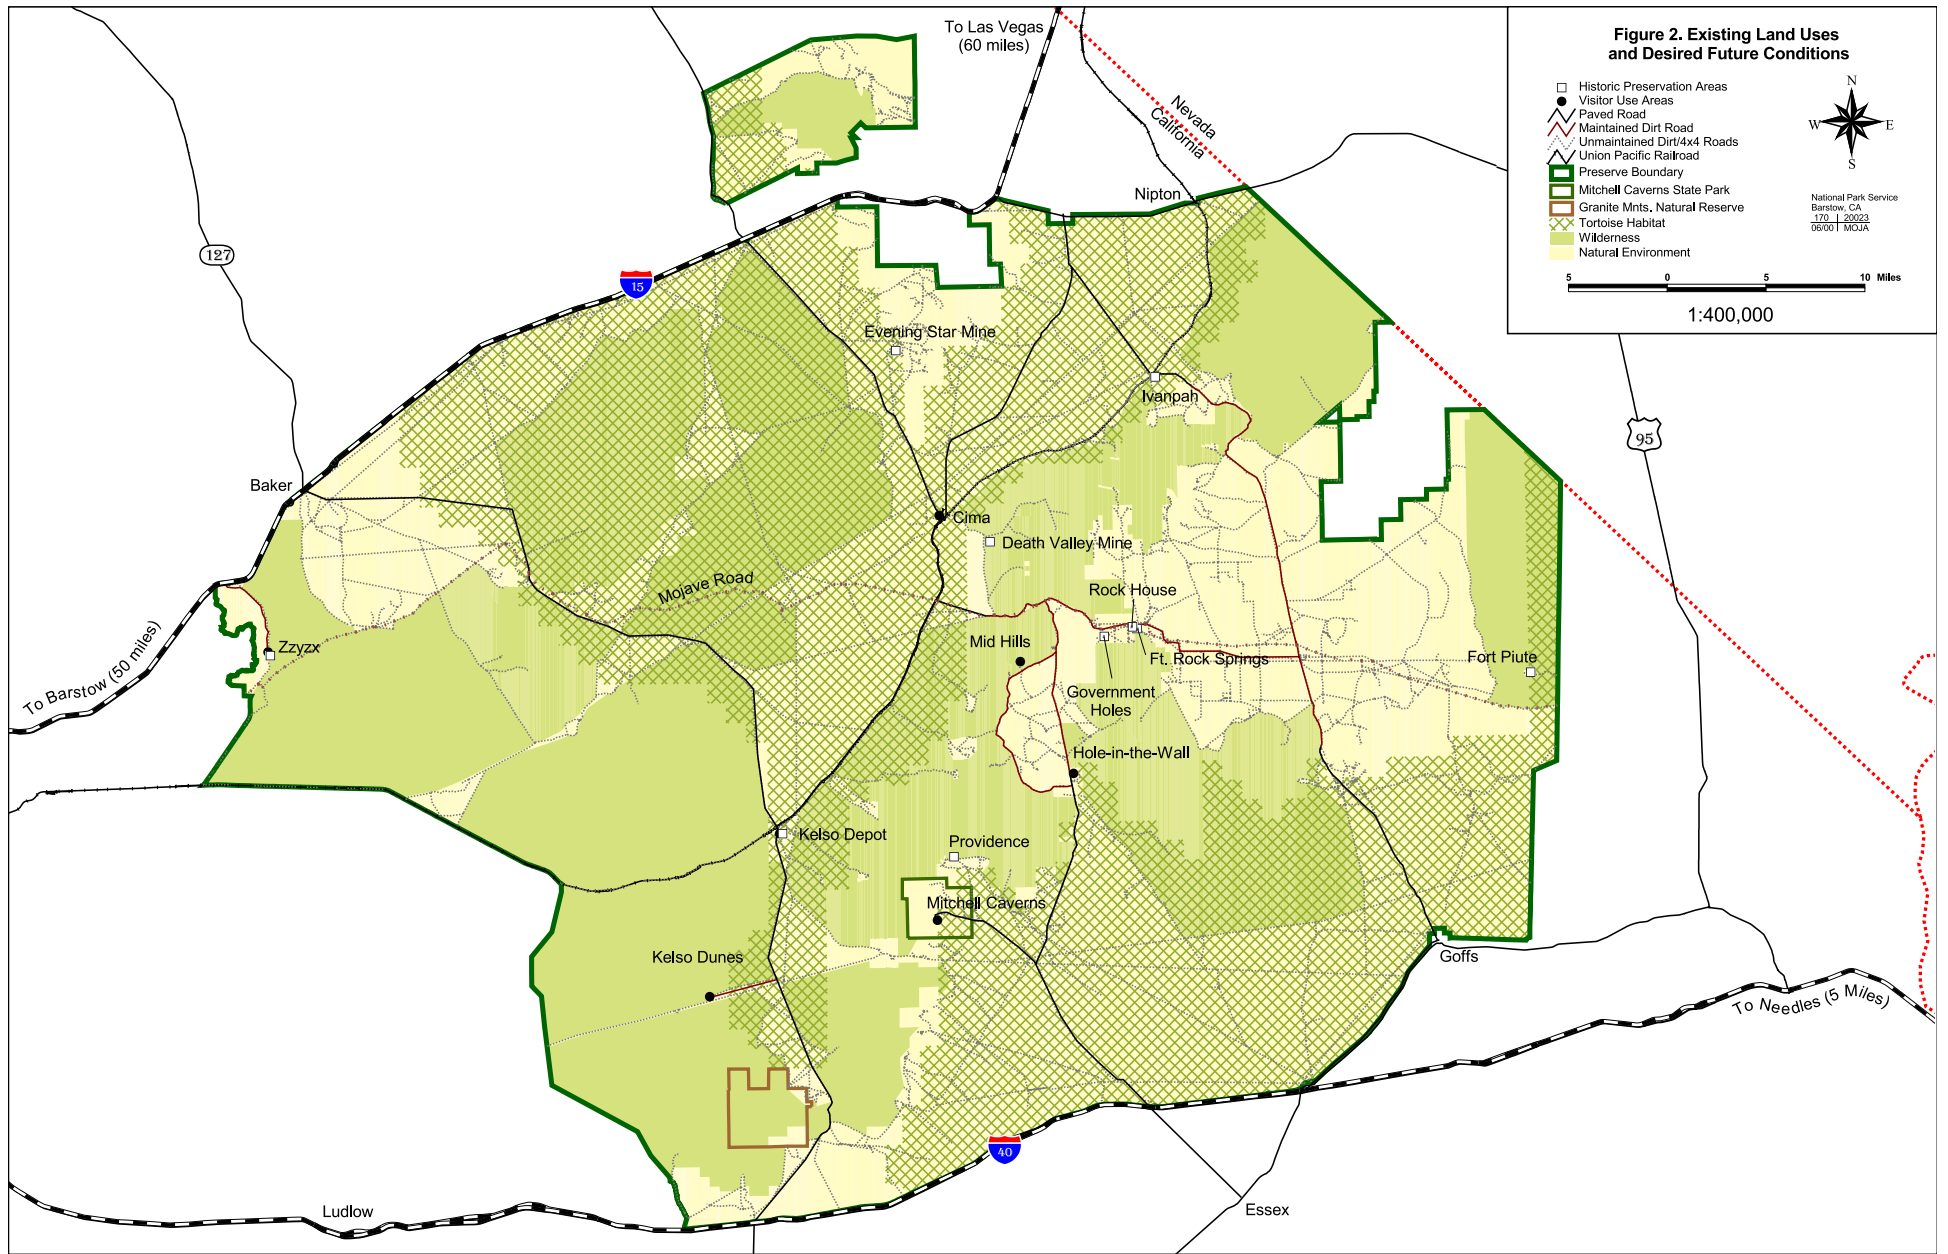 Figure 2. Existing Land Uses
and Desired Future Conditions
Historic Preservation Areas
Visitor Use Areas
Paved Road
Maintained Dirt Road
Unmaintained Dirt/4x4 Roads
Union Pacific Railroad
Preserve Boundary
Mitchell Caverns State Park
Granite Mnts. Natural Reserve
Tortoise Habitat
Wilderness
Natural Environment
N
W
E
S
National Park Service
Barstow, CA
170 | 20023
06/00 | MOJA
5 0 5 10 Miles
1:400,000
To Las Vegas
(60 miles)
Nevada
California
Nipton
127
15
Evening Star Mine
Ivanpah
95
Baker
Cima
Death Valley Mine
Mojave Road
Rock House
Mid Hills
Ft. Rock Springs
Fort Piute
Zzyzx
To Barstow (50 miles)
Government
Holes
Hole-in-the-Wall
Kelso Depot
Providence
Mitchell Caverns
Kelso Dunes
Goffs
To Needles (5 Miles)
40
Ludlow
Essex